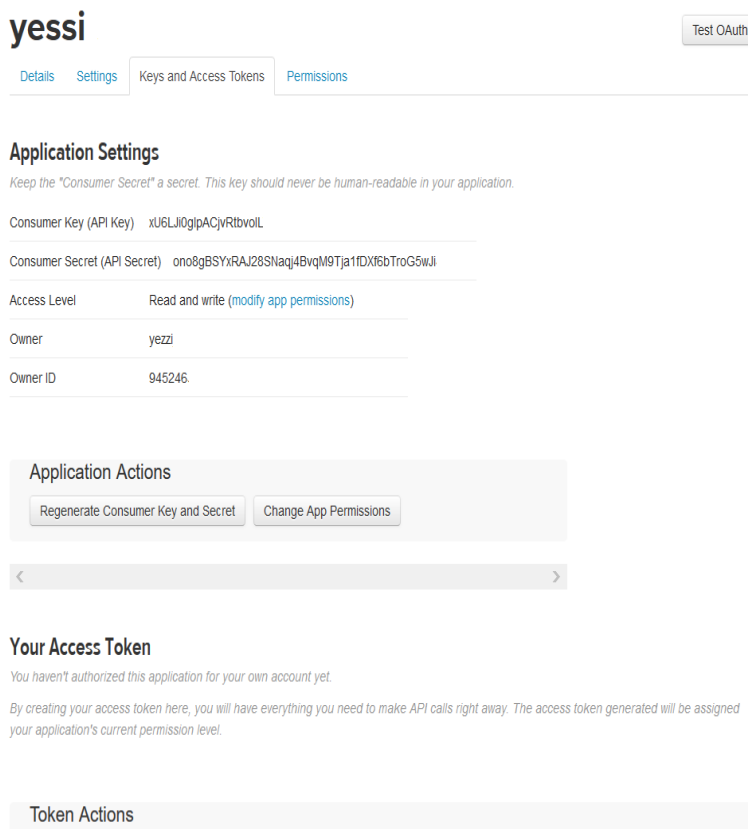 yessi
Test OAuth
Details Settings Keys and Access Tokens Permissions
Application Settings
Keep the "Consumer Secret" a secret. This key should never be human-readable in your application.
Consumer Key (API Key)
Consumer Secret (API Secret) ono8gBSYxRAJ28SNaqj4BvqM9Tja1fDXf6bTroG5wJi
Access Level Read and write (modify app permissions)
Owner yezzi
Owner ID 945246
Application Actions
Regenerate Consumer Key and Secret Change App Permissions
Your Access Token
You haven't authorized this application for your own account yet.
By creating your access token here, you will have everything you need to make API calls right away. The access token generated will be assigned
your application's current permission level.
Token Actions